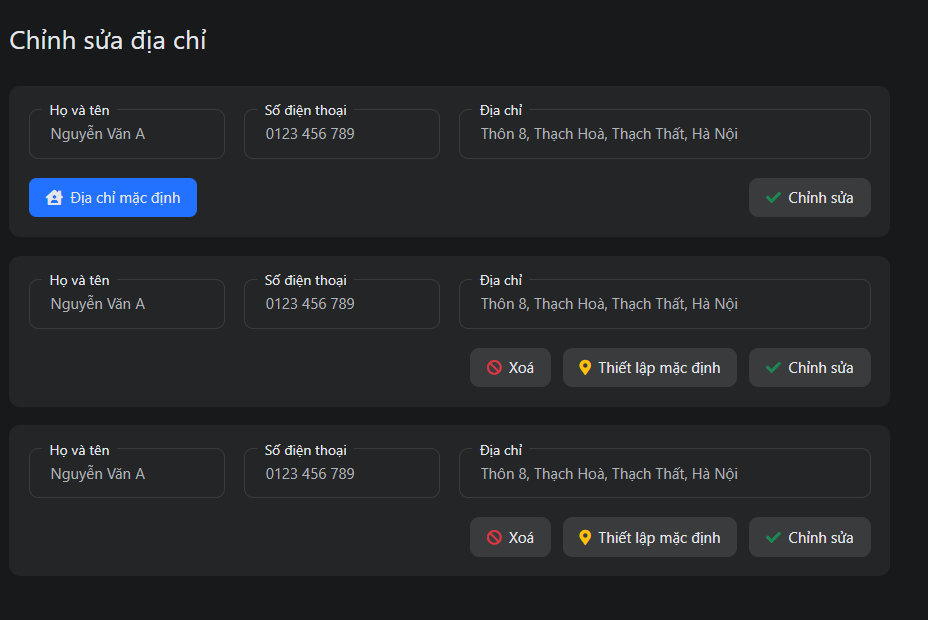 Chỉnh sửa địa chỉ
Họ và tên Số điện thoại Địa chỉ
Nguyễn Văn A 0123 456 789 Thôn 8, Thạch Hoà, Thạch Thất, Hà Nội
Địa chỉ mặc định Chỉnh sửa
Họ và tên Số điện thoại Địa chỉ
Nguyễn Văn A 0123 456 789 Thôn 8, Thạch Hoà, Thạch Thất, Hà Nội
Xoá Thiết lập mặc định Chỉnh sửa
Họ và tên Số điện thoại Địa chỉ
Nguyễn Văn A 0123 456 789 Thôn 8, Thạch Hoà, Thạch Thất, Hà Nội
Xoá Thiết lập mặc định Chỉnh sửa